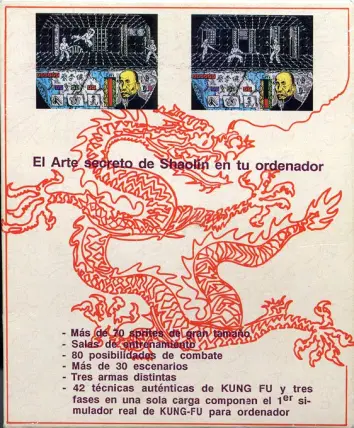 El Arte secreto de Shaolin en tu ordenador
- Más de 70 sprites de gran tamaño
- Salas de entrenamiento
- 80 posibilidades de combate
- Más de 30 escenarios
- Tres armas distintas
- 42 técnicas auténticas de KUNG FU y tres
fases en una sola carga componen el 1er si-
mulador real de KUNG-FU para ordenador